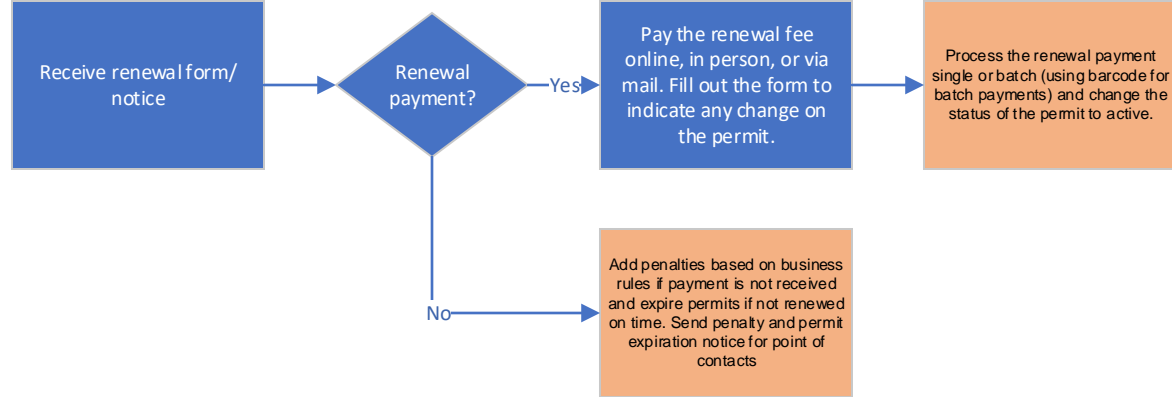 Receive renewal form/
notice
Renewal
payment?
Yes
Pay the renewal fee
online, in person, or via
mail. Fill out the form to
indicate any change on
the permit.
Process the renewal payment
single or batch (using barcode for
batch payments) and change the
status of the permit to active.
No
Add penalties based on business
rules if payment is not received
and expire permits if not renewed
on time. Send penalty and permit
expiration notice for point of
contacts